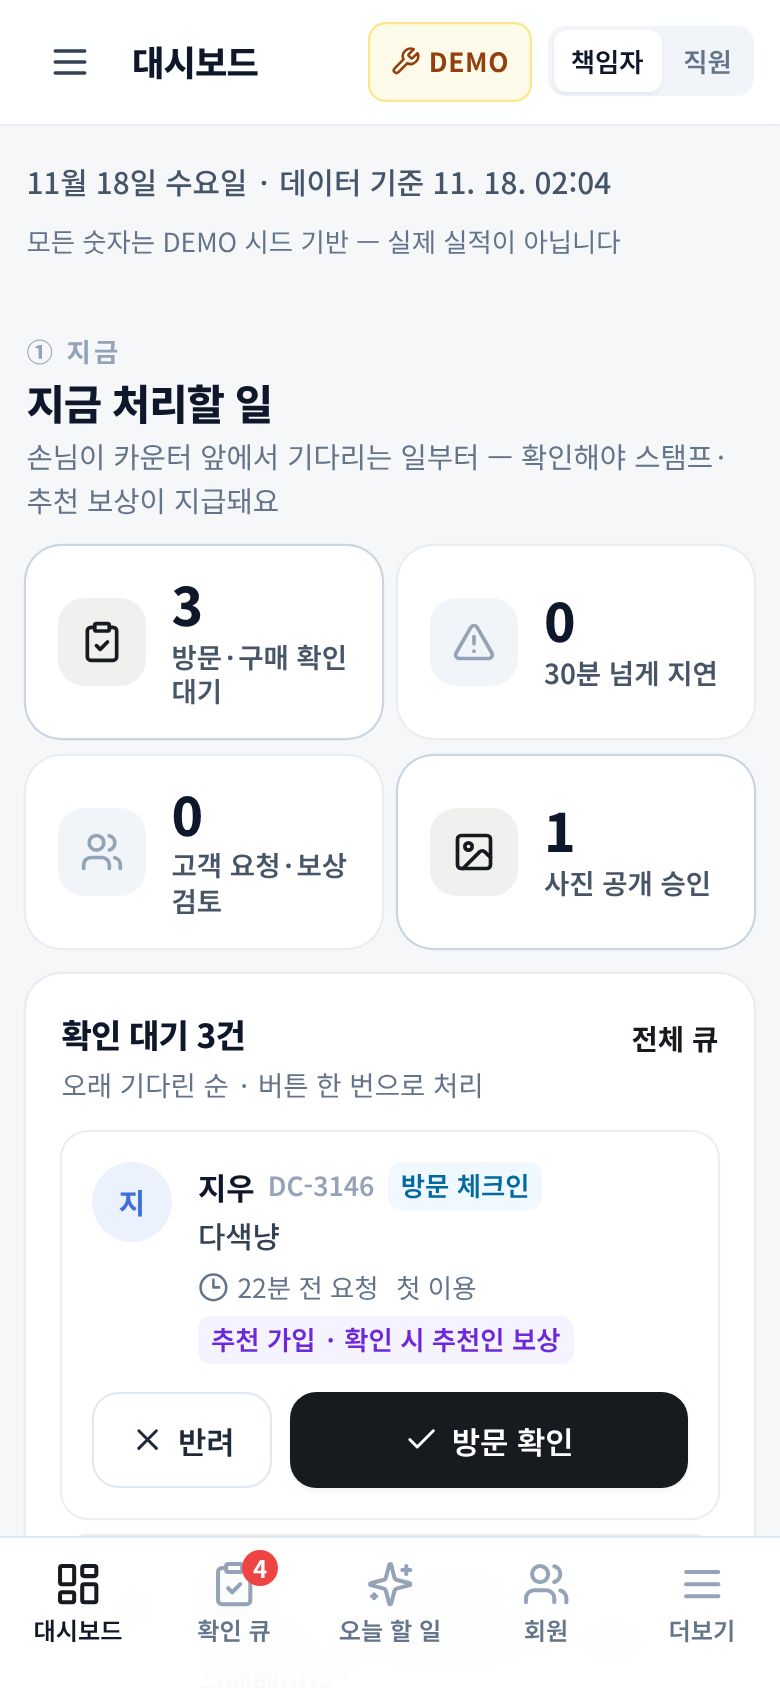 대시보드
DEMO
책임자
직원
11월 18일 수요일 · 데이터 기준 11. 18. 02:04
모든 숫자는 DEMO 시드 기반 — 실제 실적이 아닙니다
① 지금
지금 처리할 일
손님이 카운터 앞에서 기다리는 일부터 — 확인해야 스탬프·
추천 보상이 지급돼요
3
방문·구매 확인
대기
0
30분 넘게 지연
0
고객 요청·보상
검토
1
사진 공개 승인
확인 대기 3건
전체 큐
오래 기다린 순 · 버튼 한 번으로 처리
지
지우 DC-3146 방문 체크인
다색냥
22분 전 요청 첫 이용
추천 가입 · 확인 시 추천인 보상
반려
방문 확인
4
대시보드
확인 큐
오늘 할 일
회원
더보기